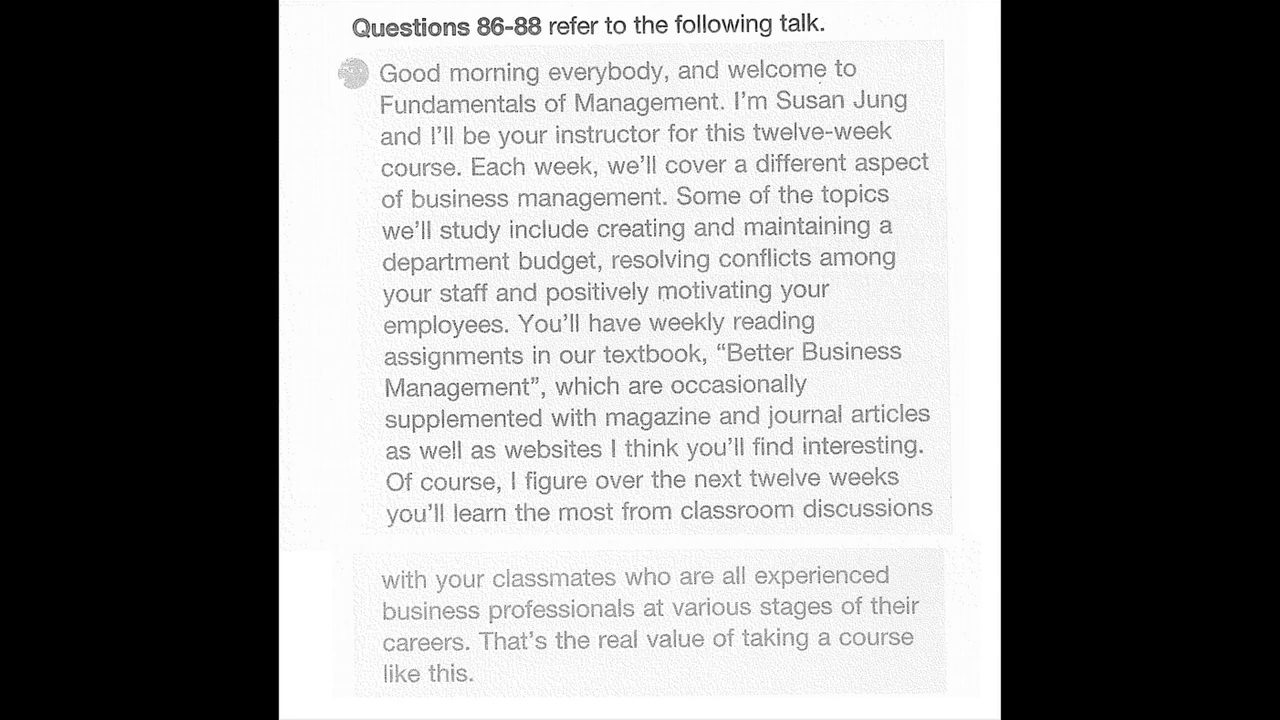 Questions 86-88 refer to the following talk.
Good morning everybody, and welcome to
Fundamentals of Management. I'm Susan Jung
and I'll be your instructor for this twelve-week
course. Each week, we'll cover a different aspect
of business management. Some of the topics
we'll study include creating and maintaining a
department budget, resolving conflicts among
your staff and positively motivating your
employees. You'll have weekly reading
assignments in our textbook, “Better Business
Management”, which are occasionally
supplemented with magazine and journal articles
as well as websites I think you'll find interesting.
Of course, I figure over the next twelve weeks
you'll learn the most from classroom discussions
with your classmates who are all experienced
business professionals at various stages of their
careers. That's the real value of taking a course
like this.